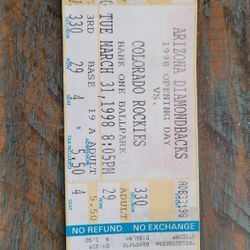 ARIZONA DIAMONDBACKS
1998 OPENING DAY
VS.
COLORADO ROCKIES
BANK ONE BALLPARK
TUE MARCH 31,1998 8:05PM
3RD BASE 19 A ADULT
330 29 4 5.50
330
29
4
5.50
ADULT
NO REFUND NO EXCHANGE